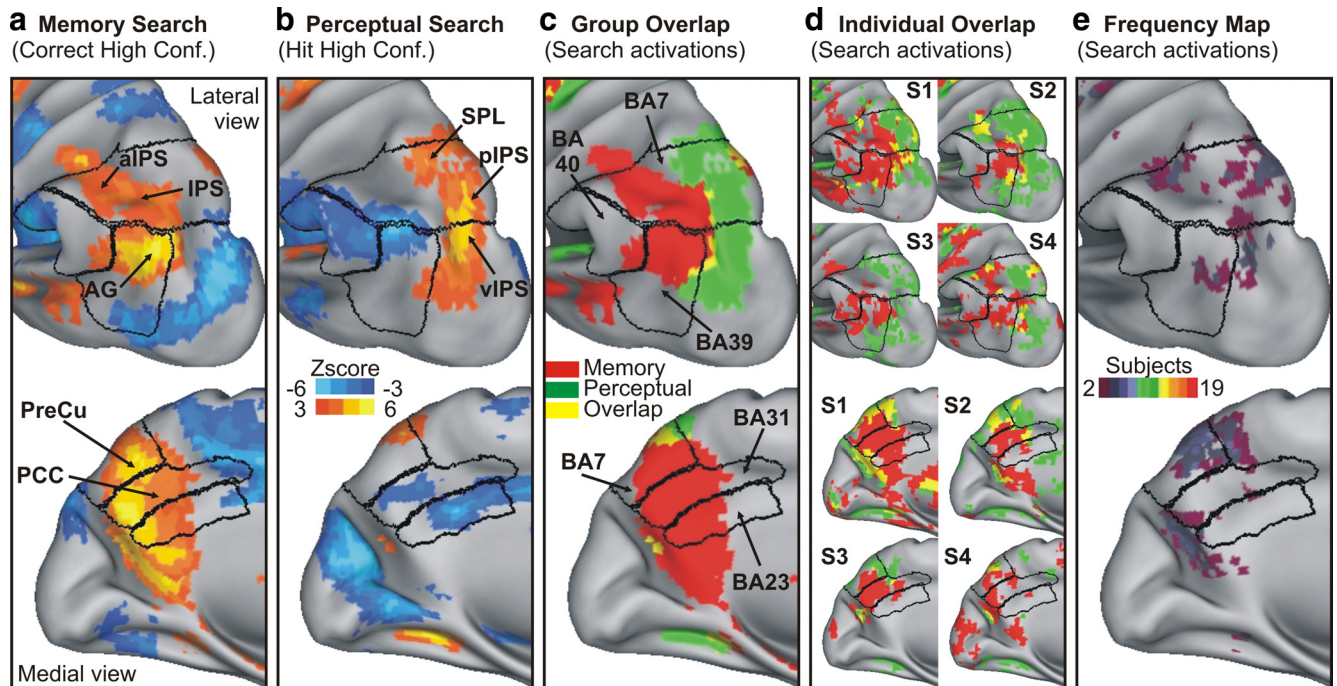 a Memory Search
(Correct High Conf.)
Lateral
view
aIPS
IPS
AG
PreCu
PCC
Medial view
b Perceptual Search
(Hit High Conf.)
SPL
pIPS
vIPS
Zscore
-6 -3
3 6
c Group Overlap
(Search activations)
BA7
BA
40
BA39
Memory
Perceptual
Overlap
BA31
BA7
BA23
d Individual Overlap
(Search activations)
S1 S2
S3 S4
S1 S2
S3 S4
e Frequency Map
(Search activations)
Subjects
2 19